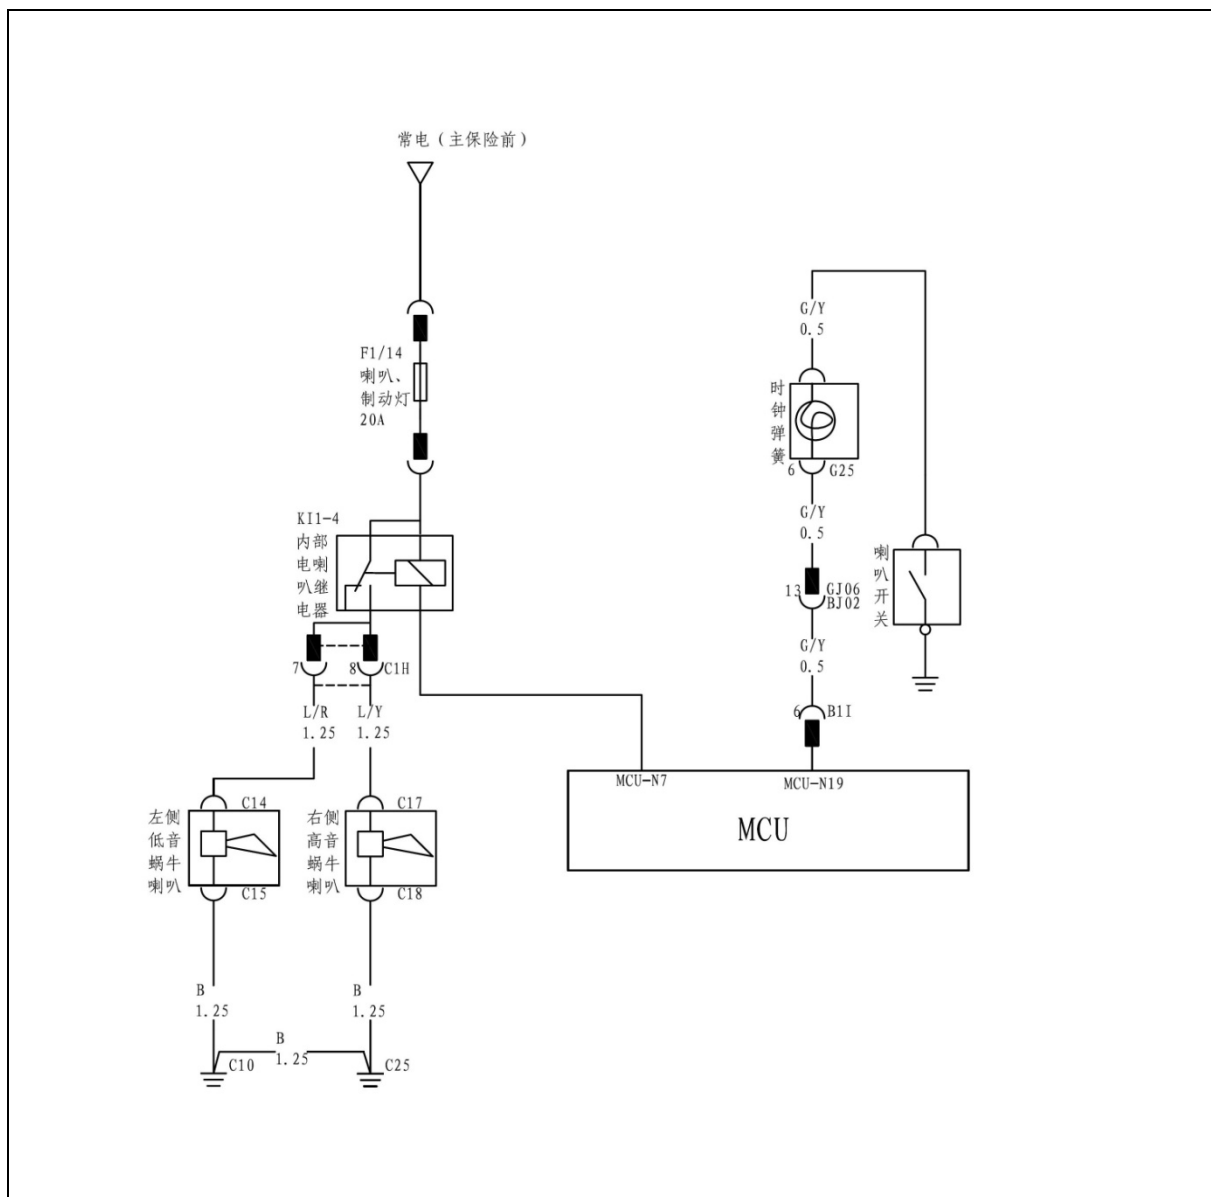 常电（主保险前）
F1/14
喇叭、
制动灯
20A
KI1-4
内部
电喇
叭继
电器
7
8
C1H
L/R
1.25
L/Y
1.25
左侧
低音
蜗牛
喇叭
C14
C15
右侧
高音
蜗牛
喇叭
C17
C18
B
1.25
B
1.25
B
1.25
C10
C25
G/Y
0.5
时
钟
弹
簧
6
G25
G/Y
0.5
13
GJ06
BJ02
G/Y
0.5
6
B1I
喇
叭
开
关
MCU-N7
MCU-N19
MCU